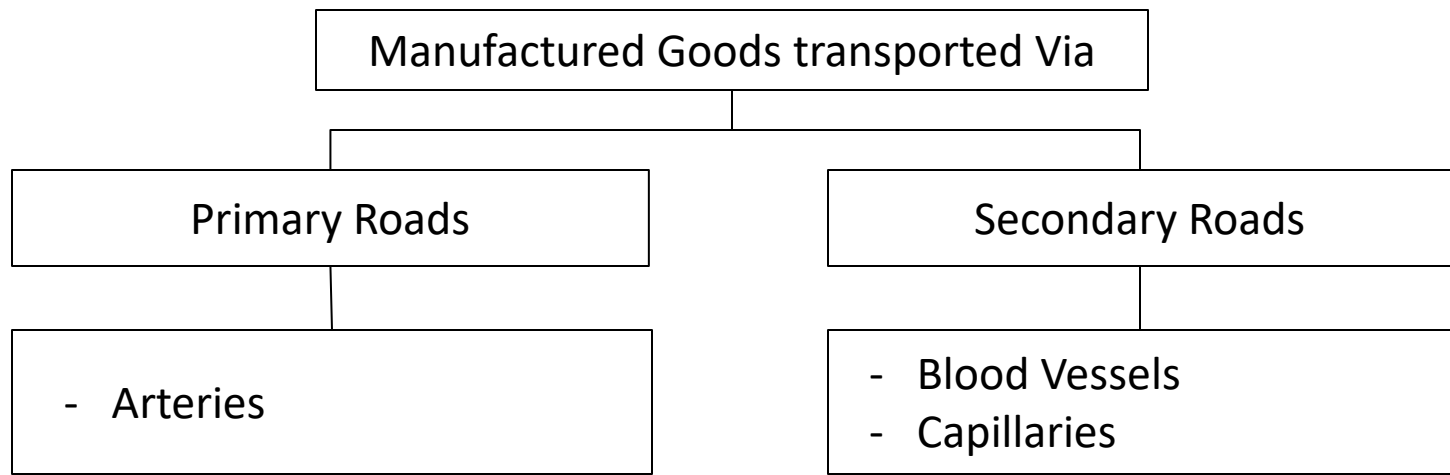 Manufactured Goods transported Via
Primary Roads
Secondary Roads
- Arteries
- Blood Vessels
- Capillaries